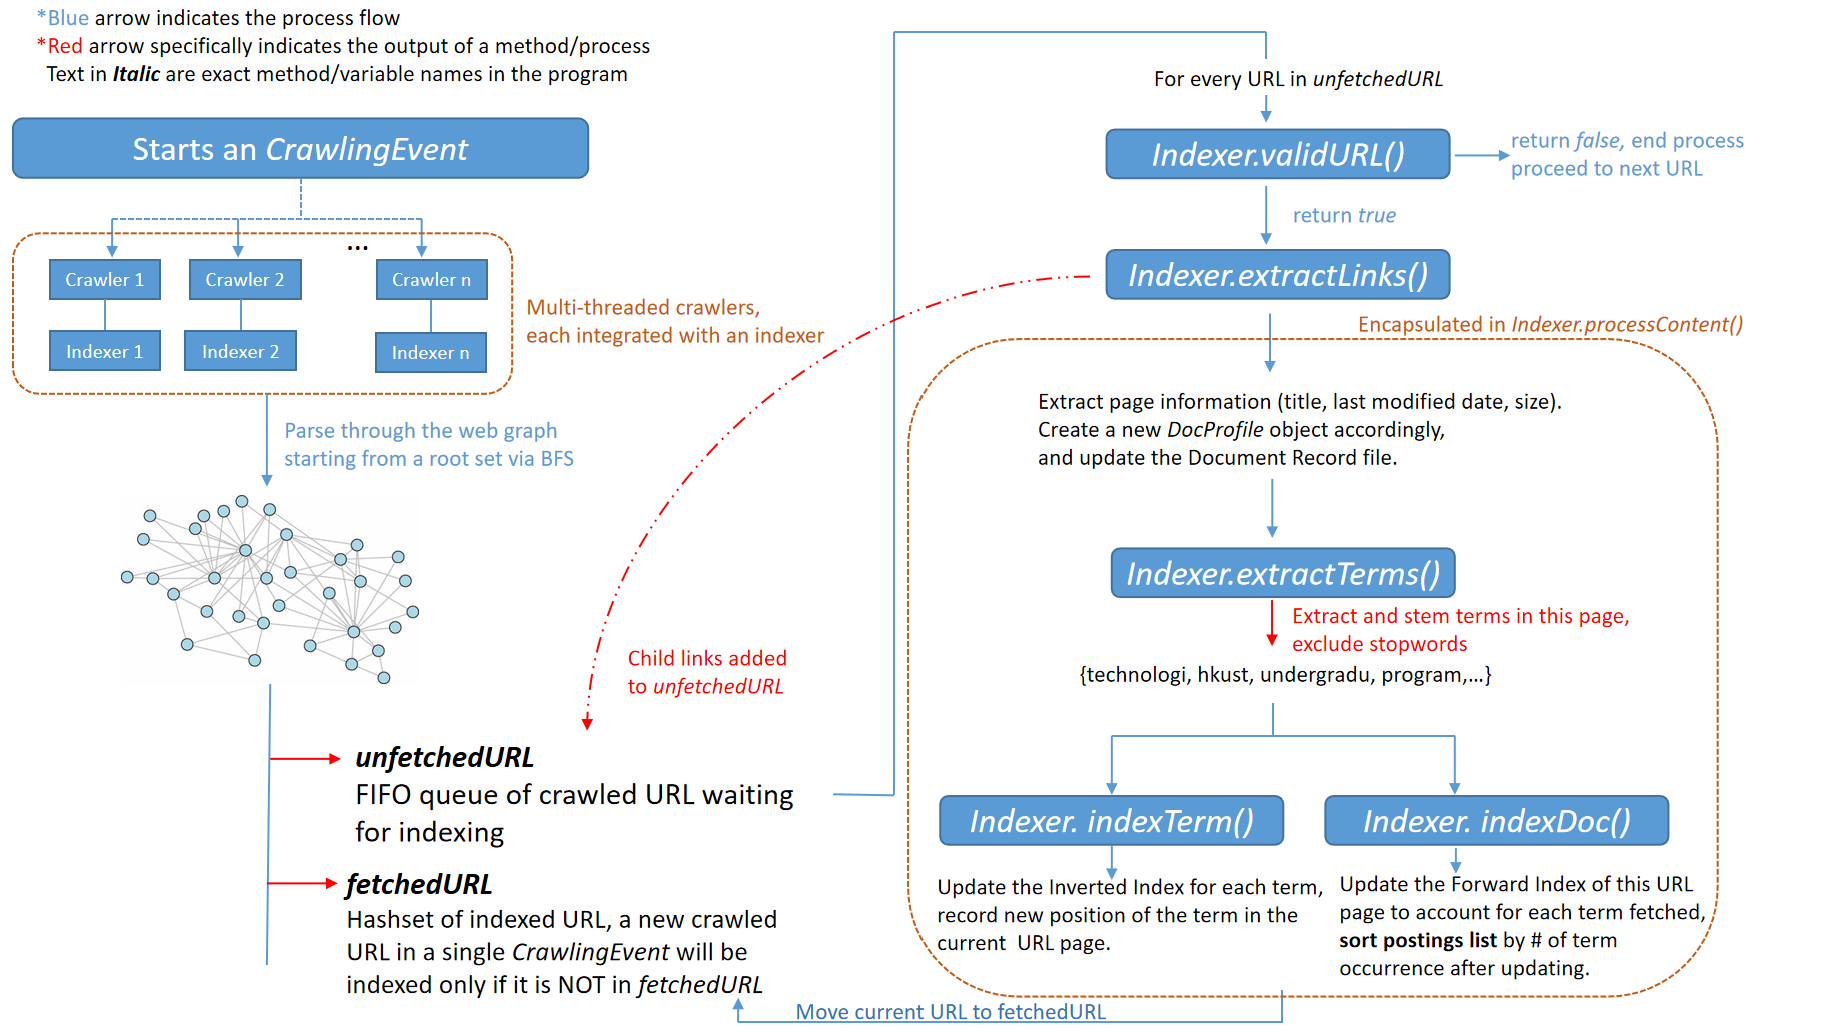 *Blue arrow indicates the process flow
*Red arrow specifically indicates the output of a method/process
Text in Italic are exact method/variable names in the program
Starts an CrawlingEvent
...
Crawler 1
Crawler 2
Crawler n
Indexer 1
Indexer 2
Indexer n
Multi-threaded crawlers,
each integrated with an indexer
Parse through the web graph
starting from a root set via BFS
Child links added
to unfetchedURL
unfetchedURL
FIFO queue of crawled URL waiting
for indexing
fetchedURL
Hashset of indexed URL, a new crawled
URL in a single CrawlingEvent will be
indexed only if it is NOT in fetchedURL
For every URL in unfetchedURL
Indexer.validURL()
return false, end process
proceed to next URL
return true
Indexer.extractLinks()
Encapsulated in Indexer.processContent()
Extract page information (title, last modified date, size).
Create a new DocProfile object accordingly,
and update the Document Record file.
Indexer.extractTerms()
Extract and stem terms in this page,
exclude stopwords
{technologi, hkust, undergradu, program,...}
Indexer. indexTerm()
Update the Inverted Index for each term,
record new position of the term in the
current URL page.
Indexer. indexDoc()
Update the Forward Index of this URL
page to account for each term fetched,
sort postings list by # of term
occurrence after updating.
Move current URL to fetchedURL